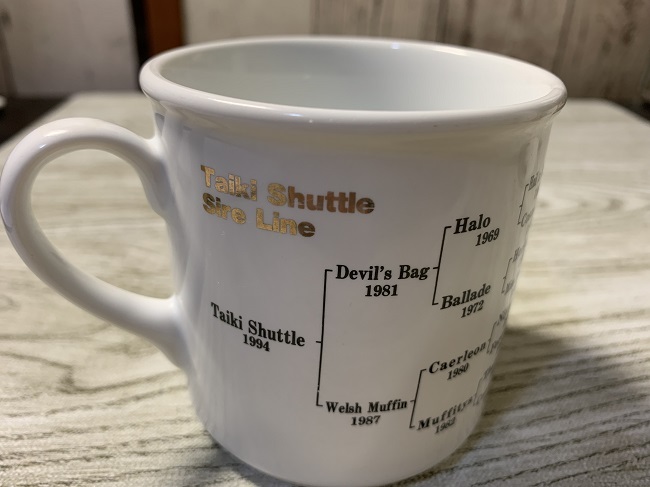 Taiki Shuttle
Sire Line
Halo
1969
Devil's Bag
1981
Ballade
1972
Taiki Shuttle
1994
Caerleon
1980
Welsh Muffin
1987
Muffitys
1982